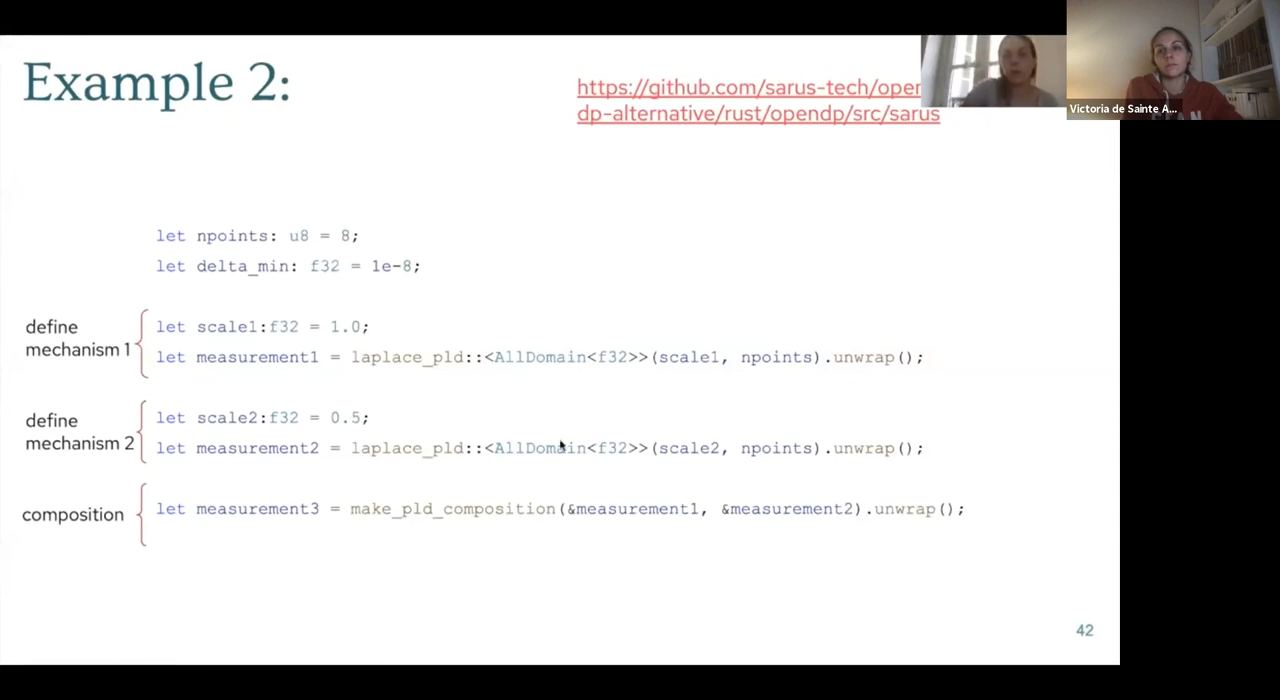 Example 2:
https://github.com/sarus-tech/open
dp-alternative/rust/opendp/src/sarus
Victoria de Sainte A...
let npoints: u8 = 8;
let delta_min: f32 = 1e-8;
define
mechanism 1
let scale1:f32 = 1.0;
let measurement1 = laplace_pld::<AllDomain<f32>>(scale1, npoints).unwrap();
define
mechanism 2
let scale2:f32 = 0.5;
let measurement2 = laplace_pld::<AllDomain<f32>>(scale2, npoints).unwrap();
composition
let measurement3 = make_pld_composition(&measurement1, &measurement2).unwrap();
42